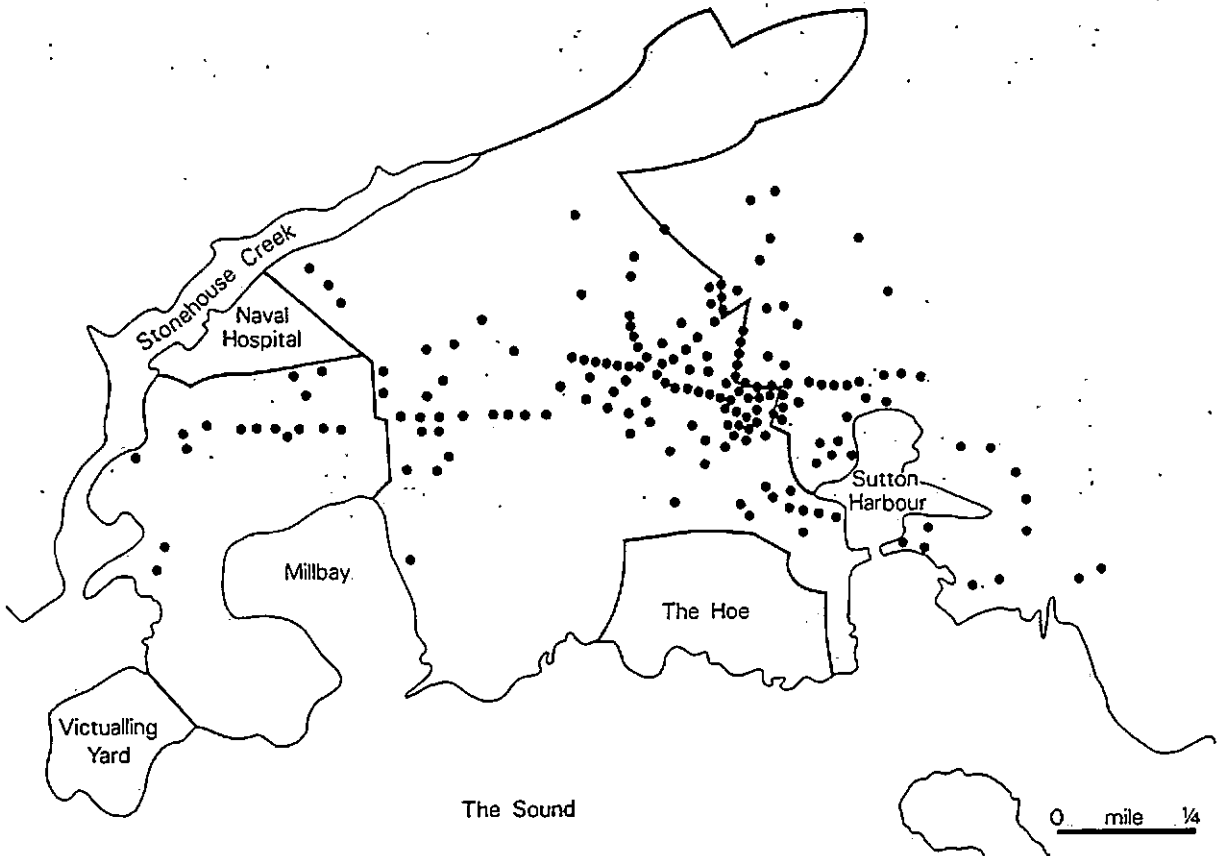 Stonehouse Creek
Naval
Hospital
Sutton
Harbour
Millbay
The Hoe
Victualling
Yard
The Sound
0 mile ¼